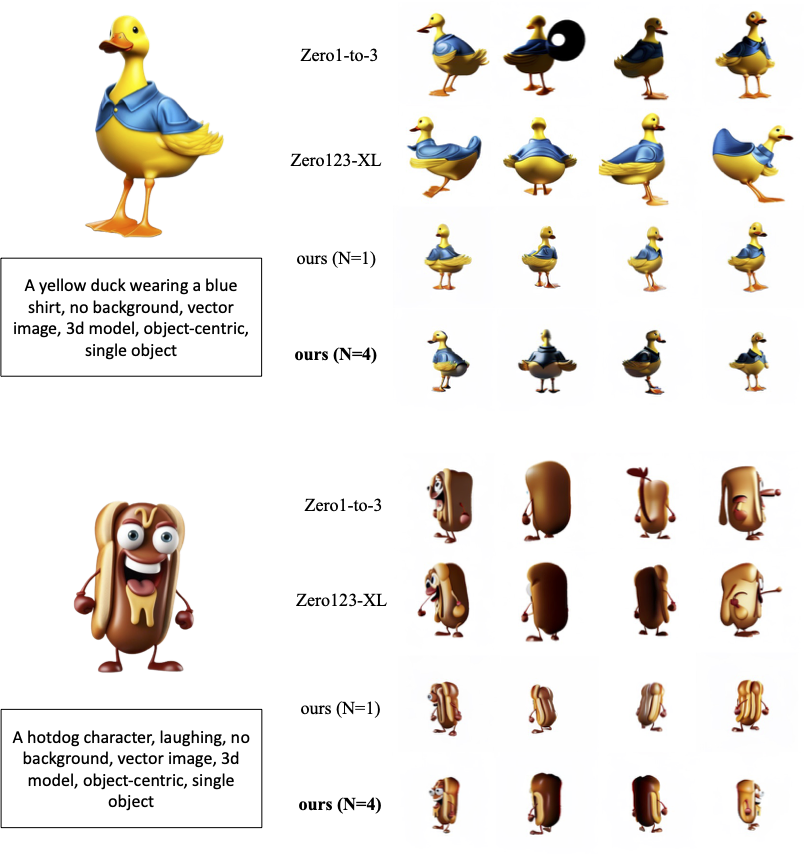 Zero1-to-3
Zero123-XL
ours (N=1)
A yellow duck wearing a blue
shirt, no background, vector
image, 3d model, object-centric,
single object
ours (N=4)
Zero1-to-3
Zero123-XL
ours (N=1)
A hotdog character, laughing, no
background, vector image, 3d
model, object-centric, single
object
ours (N=4)